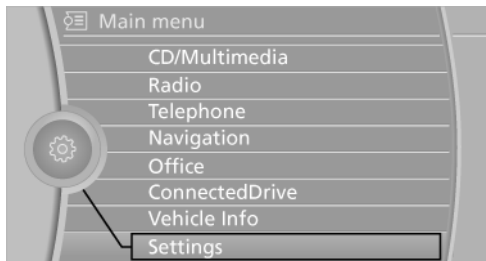 Main menu
CD/Multimedia
Radio
Telephone
Navigation
Office
ConnectedDrive
Vehicle Info
Settings